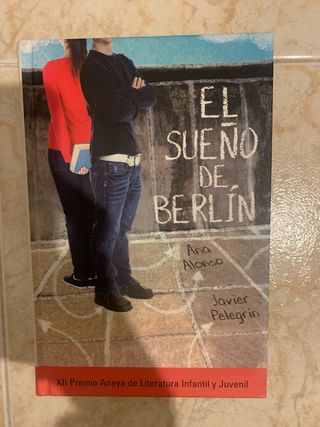 EL
SUEÑO
DE
BERLÍN
Ana
Alonso
Javier
Pelegrín
XII Premio Anaya de Literatura Infantil y Juvenil